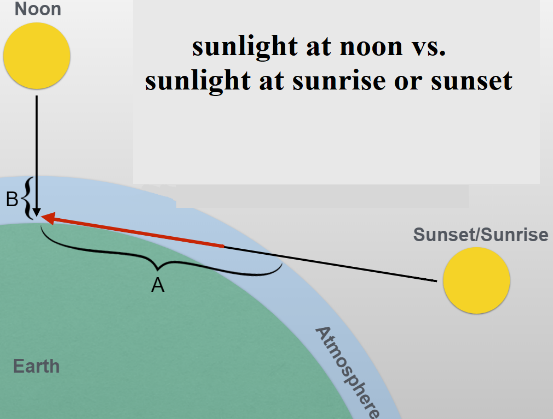 Noon
sunlight at noon vs.
sunlight at sunrise or sunset
B
Sunset/Sunrise
A
Atmosphere
Earth